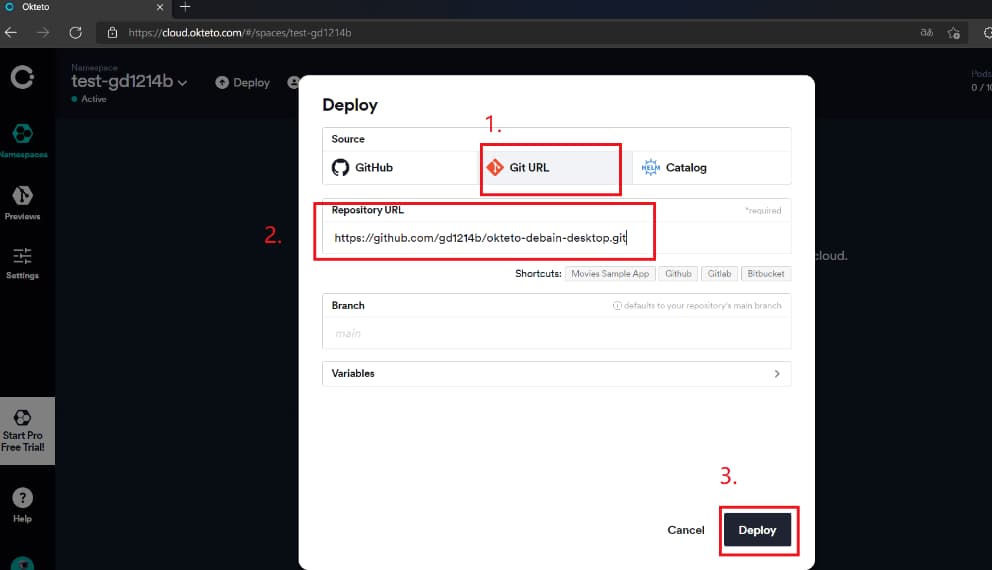 Okteto
https://cloud.okteto.com/#/spaces/test-gd1214b
Namespace
test-gd1214b
Active
Deploy
Pods
0 / 10
Namespaces
Previews
Settings
Start Pro
Free Trial!
Help
Deploy
1.
Source
GitHub
Git URL
HELM
Catalog
2.
Repository URL
*required
https://github.com/gd1214b/okteto-debain-desktop.git
cloud.
Shortcuts: Movies Sample App Github Gitlab Bitbucket
Branch
defaults to your repository's main branch
main
Variables
3.
Cancel
Deploy